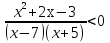 (x² + 2x − 3)/((x−7)(x+5)) < 0